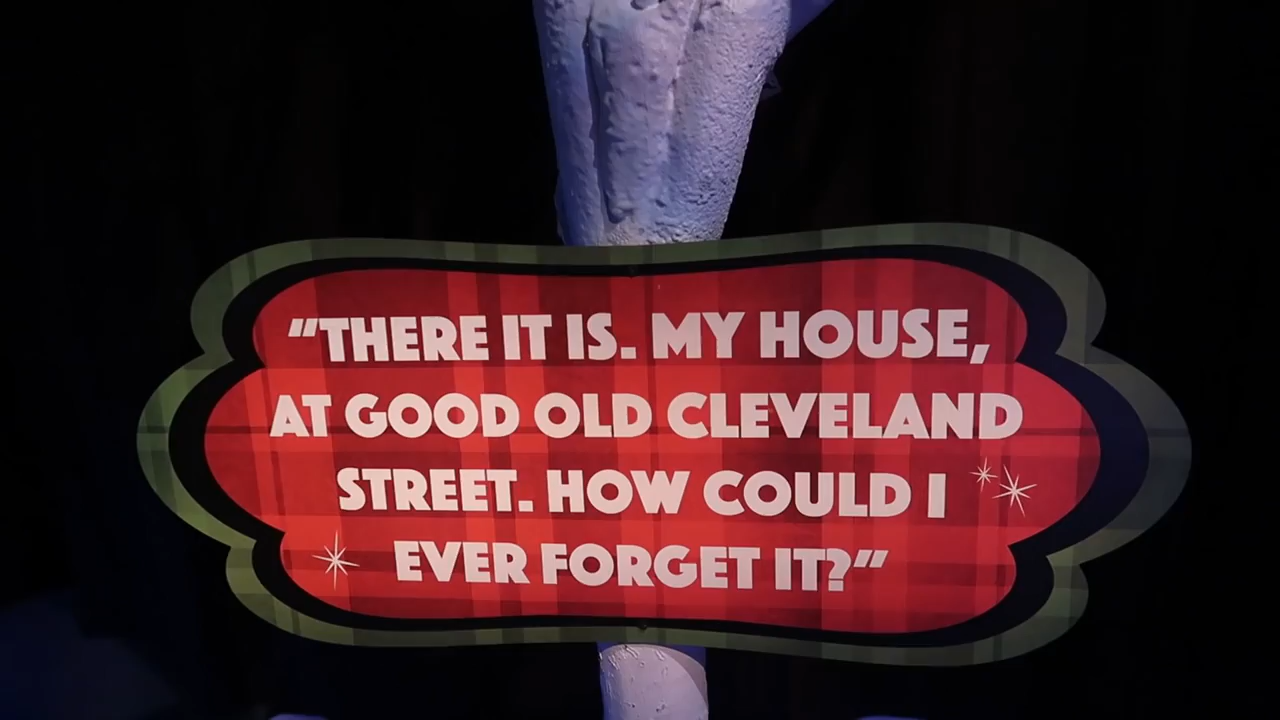 "THERE IT IS. MY HOUSE,
AT GOOD OLD CLEVELAND
STREET. HOW COULD I
EVER FORGET IT?"